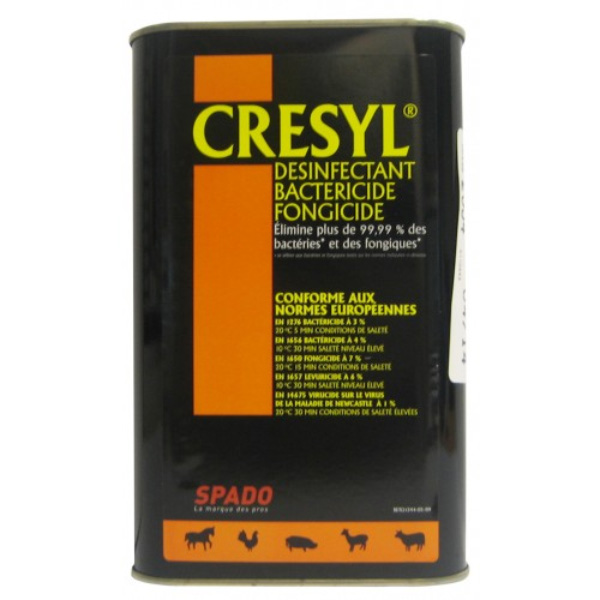 CRESYL®
DESINFECTANT
BACTERICIDE
FONGICIDE
Élimine plus de 99,99 % des
bactéries* et des fongiques*
CONFORME AUX
NORMES EUROPÉENNES
EN 1276 BACTÉRICIDE À 3 %
20 °C 5 MIN CONDITIONS DE SALETÉ
EN 1656 BACTÉRICIDE À 4 %
10 °C 30 MIN SALETÉ NIVEAU ÉLEVÉ
EN 1650 FONGICIDE À 7 %
20 °C 15 MIN CONDITIONS DE SALETÉ
EN 1657 LEVURICIDE À 6 %
10 °C 30 MIN SALETÉ NIVEAU ÉLEVÉ
EN 14675 VIRUCIDE SUR LE VIRUS
DE LA MALADIE DE NEWCASTLE À 1 %
20 °C 30 MIN CONDITIONS DE SALETÉ ÉLEVÉES
SPADO
La marque des pros